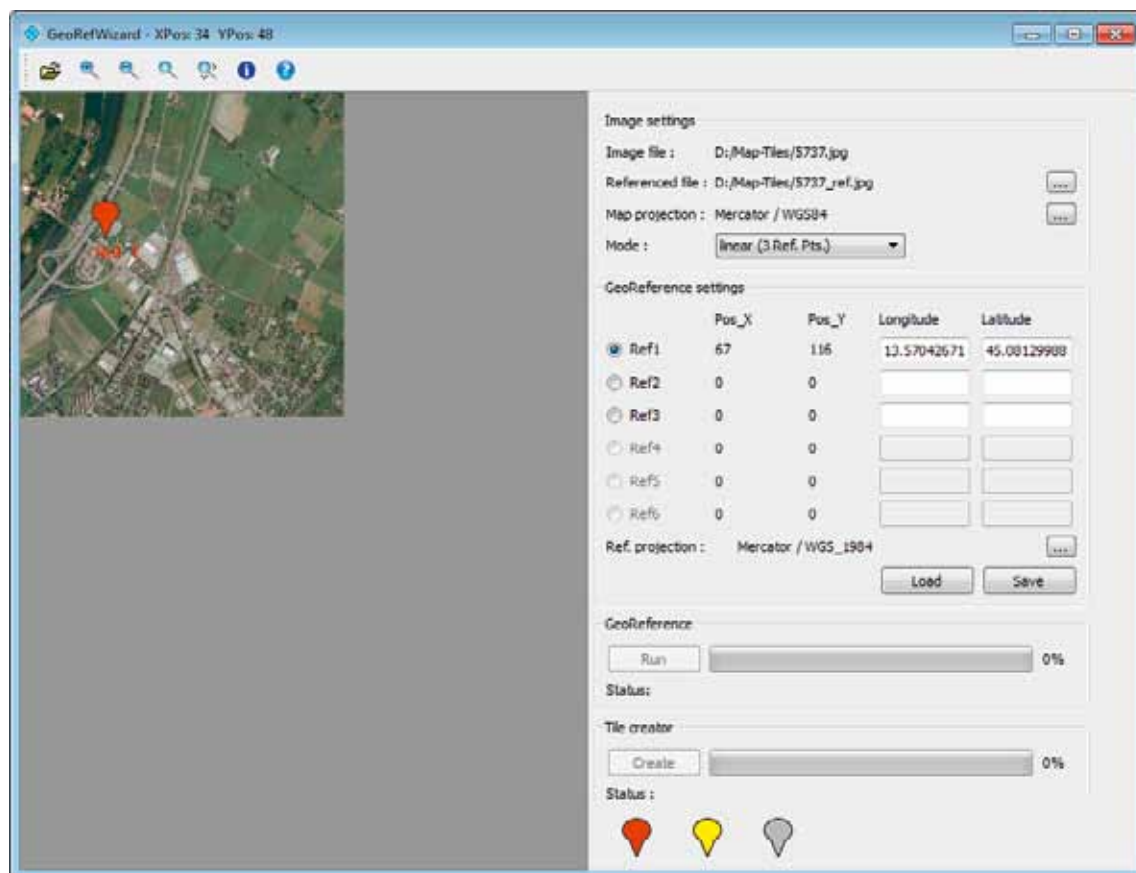 GeoRefWizard - XPos: 34 YPos: 48
Image settings
Image file : D:/Map-Tiles/5737.jpg
Referenced file : D:/Map-Tiles/5737_ref.jpg ...
Map projection : Mercator / WGS84 ...
Mode : linear (3 Ref. Pts.)
GeoReference settings
Pos_X Pos_Y Longitude Latitude
Ref1 67 116 13.57042671 45.08129988
Ref2 0 0
Ref3 0 0
Ref4 0 0
Ref5 0 0
Ref6 0 0
Ref. projection : Mercator / WGS_1984 ...
Load Save
GeoReference
Run 0%
Status:
Tile creator
Create 0%
Status :